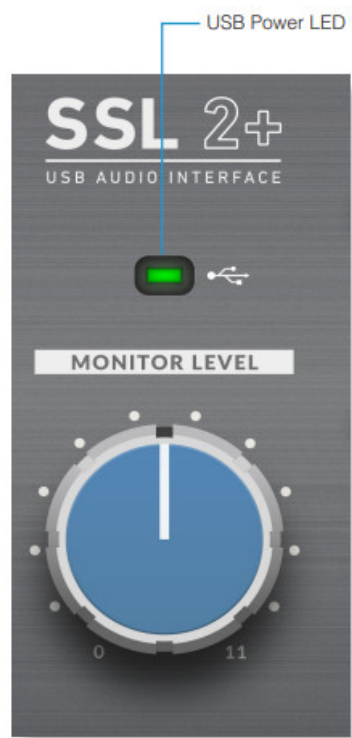 USB Power LED
SSL 2+
USB AUDIO INTERFACE
MONITOR LEVEL
0 11